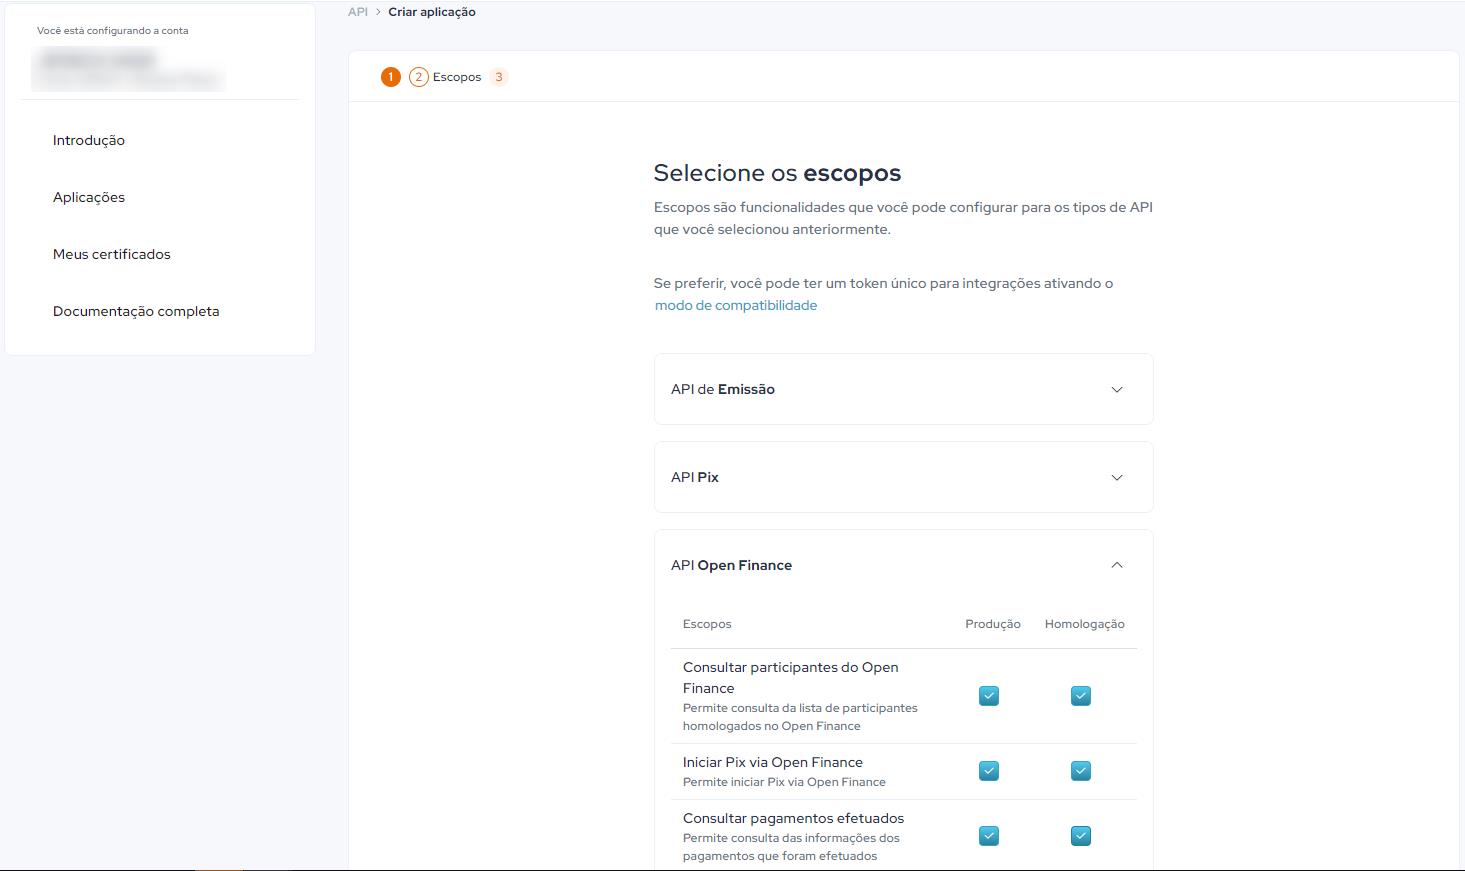 Você está configurando a conta
Introdução
Aplicações
Meus certificados
Documentação completa
API > Criar aplicação
1 2 Escopos 3
Selecione os escopos
Escopos são funcionalidades que você pode configurar para os tipos de API
que você selecionou anteriormente.
Se preferir, você pode ter um token único para integrações ativando o
modo de compatibilidade
API de Emissão
API Pix
API Open Finance
Escopos Produção Homologação
Consultar participantes do Open
Finance
Permite consulta da lista de participantes
homologados no Open Finance
Iniciar Pix via Open Finance
Permite iniciar Pix via Open Finance
Consultar pagamentos efetuados
Permite consulta das informações dos
pagamentos que foram efetuados